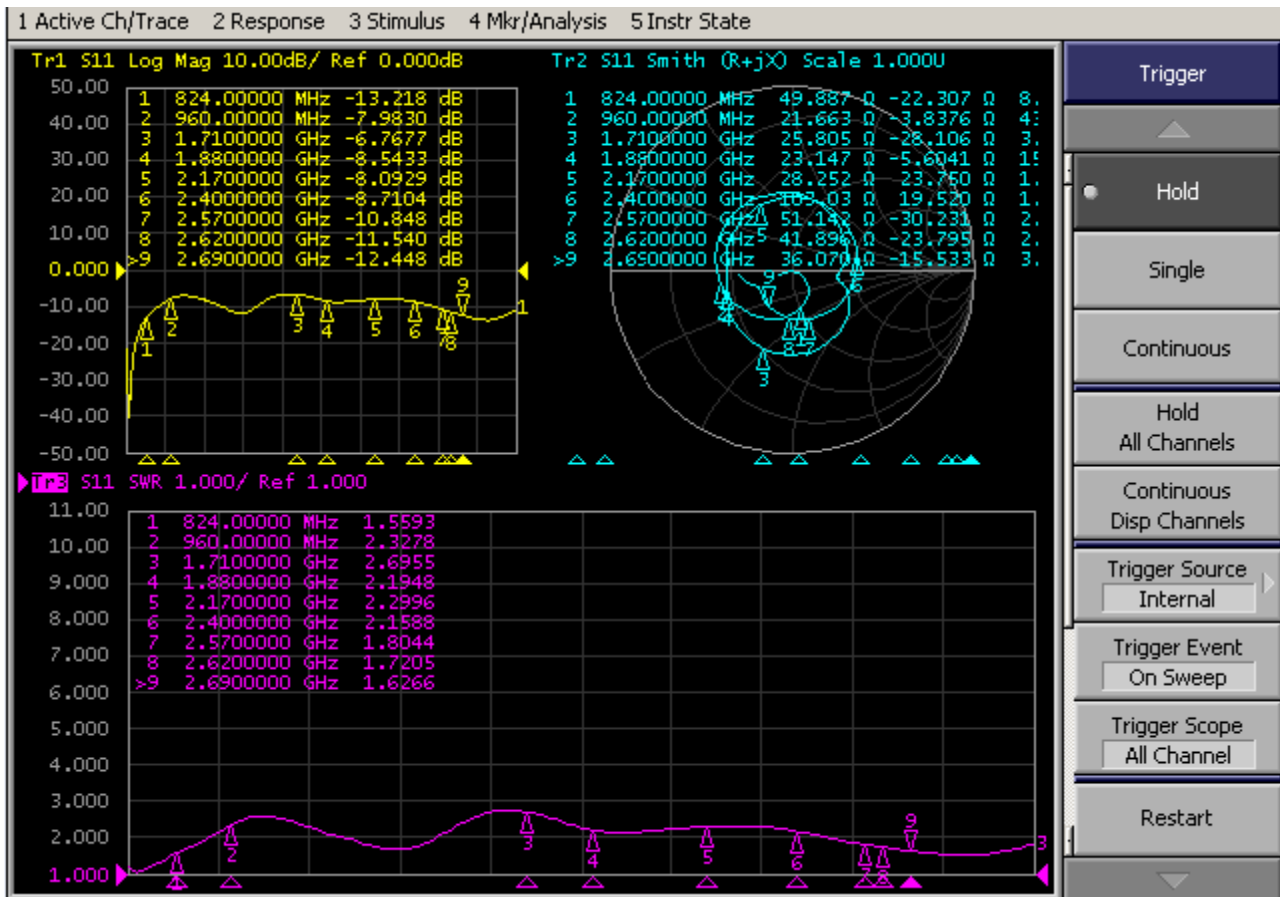 1 Active Ch/Trace 2 Response 3 Stimulus 4 Mkr/Analysis 5 Instr State
Tr1 S11 Log Mag 10.00dB/ Ref 0.000dB
50.00
40.00
30.00
20.00
10.00
0.000
-10.00
-20.00
-30.00
-40.00
-50.00
1 824.00000 MHz -13.218 dB
2 960.00000 MHz -7.9830 dB
3 1.7100000 GHz -6.7677 dB
4 1.8800000 GHz -8.5433 dB
5 2.1700000 GHz -8.0929 dB
6 2.4000000 GHz -8.7104 dB
7 2.5700000 GHz -10.848 dB
8 2.6200000 GHz -11.540 dB
>9 2.6900000 GHz -12.448 dB
Tr2 S11 Smith (R+jX) Scale 1.000U
1 824.00000 MHz 49.887 Ω -22.307 Ω 8.
2 960.00000 MHz 21.663 Ω -3.8376 Ω
3 1.7100000 GHz 25.805 Ω -28.106 Ω 3.
4 1.8800000 GHz 23.147 Ω -5.6041 Ω
5 2.1700000 GHz 28.252 Ω -23.750 Ω 1.
6 2.4000000 GHz 19.520 Ω 1.
7 2.5700000 GHz 51.142 Ω -30.231 Ω 2.
8 2.6200000 GHz 41.896 Ω -23.795 Ω 2.
>9 2.6900000 GHz 36.070 Ω -15.533 Ω 3.
Tr3 S11 SWR 1.000/ Ref 1.000
11.00
10.00
9.000
8.000
7.000
6.000
5.000
4.000
3.000
2.000
1.000
1 824.00000 MHz 1.5593
2 960.00000 MHz 2.3278
3 1.7100000 GHz 2.6955
4 1.8800000 GHz 2.1948
5 2.1700000 GHz 2.2996
6 2.4000000 GHz 2.1588
7 2.5700000 GHz 1.8044
8 2.6200000 GHz 1.7205
>9 2.6900000 GHz 1.6266
Trigger
Hold
Single
Continuous
Hold
All Channels
Continuous
Disp Channels
Trigger Source
Internal
Trigger Event
On Sweep
Trigger Scope
All Channel
Restart